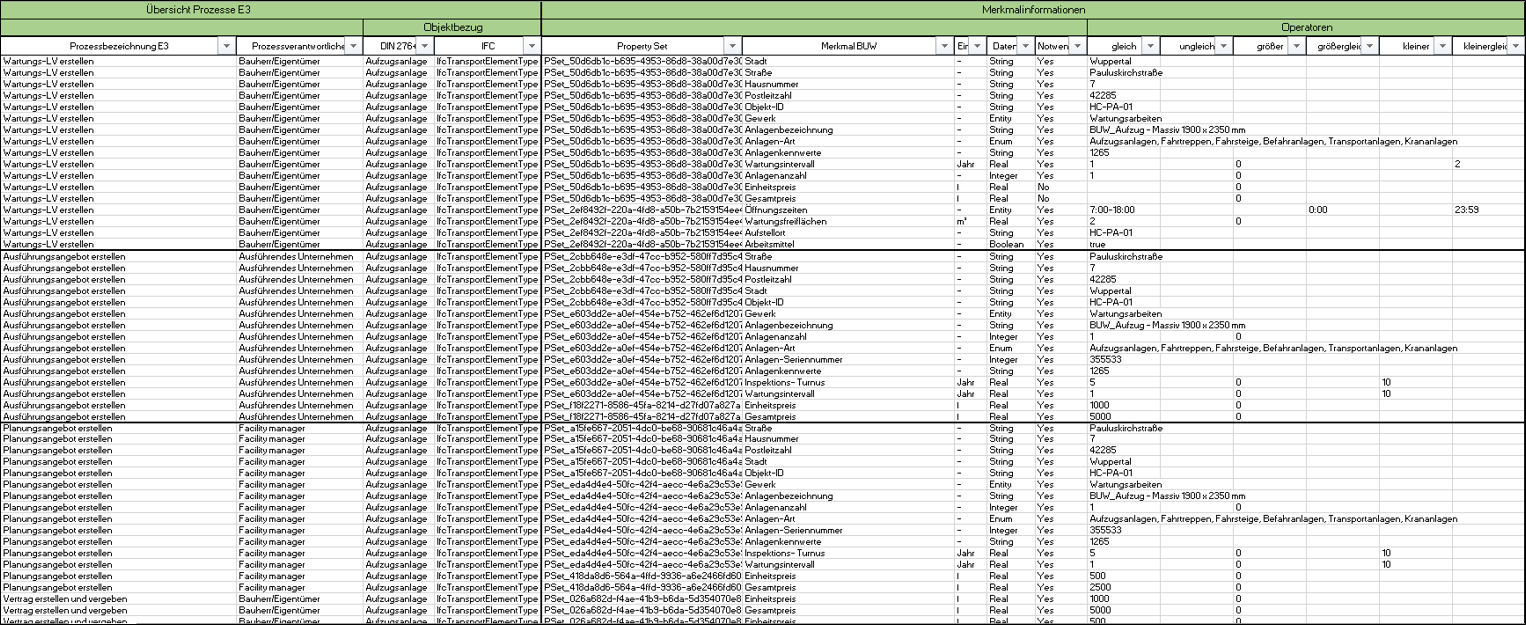 Übersicht Prozesse E3 Merkmalinformationen
Objektbezug Operatoren
Prozessbezeichnung E3 Prozessverantwortliche DIN 276 IFC Property Set Merkmal BUW Ein Daten Notwen gleich ungleich größer größergleic kleiner kleinergleic
Wartungs-LV erstellen Bauherr/Eigentümer Aufzugsanlage IfcTransportElementType PSet_50d6db1c-b695-4953-86d8-38a00d7e30 Stadt - String Yes Wuppertal
Wartungs-LV erstellen Bauherr/Eigentümer Aufzugsanlage IfcTransportElementType PSet_50d6db1c-b695-4953-86d8-38a00d7e30 Straße - String Yes Pauluskirchstraße
Wartungs-LV erstellen Bauherr/Eigentümer Aufzugsanlage IfcTransportElementType PSet_50d6db1c-b695-4953-86d8-38a00d7e30 Hausnummer - String Yes 7
Wartungs-LV erstellen Bauherr/Eigentümer Aufzugsanlage IfcTransportElementType PSet_50d6db1c-b695-4953-86d8-38a00d7e30 Postleitzahl - String Yes 42285
Wartungs-LV erstellen Bauherr/Eigentümer Aufzugsanlage IfcTransportElementType PSet_50d6db1c-b695-4953-86d8-38a00d7e30 Objekt-ID - String Yes HC-PA-01
Wartungs-LV erstellen Bauherr/Eigentümer Aufzugsanlage IfcTransportElementType PSet_50d6db1c-b695-4953-86d8-38a00d7e30 Gewerk - Entity Yes Wartungsarbeiten
Wartungs-LV erstellen Bauherr/Eigentümer Aufzugsanlage IfcTransportElementType PSet_50d6db1c-b695-4953-86d8-38a00d7e30 Anlagenbezeichnung - String Yes BUW_Aufzug - Massiv 1900 x 2350 mm
Wartungs-LV erstellen Bauherr/Eigentümer Aufzugsanlage IfcTransportElementType PSet_50d6db1c-b695-4953-86d8-38a00d7e30 Anlagen-Art - Enum Yes Aufzugsanlagen, Fahrtreppen, Fahrsteige, Befahranlagen, Transportanlagen, Krananlagen
Wartungs-LV erstellen Bauherr/Eigentümer Aufzugsanlage IfcTransportElementType PSet_50d6db1c-b695-4953-86d8-38a00d7e30 Anlagenkennwerte - String Yes 1265
Wartungs-LV erstellen Bauherr/Eigentümer Aufzugsanlage IfcTransportElementType PSet_50d6db1c-b695-4953-86d8-38a00d7e30 Wartungsintervall Jahr Real Yes 1 0 2
Wartungs-LV erstellen Bauherr/Eigentümer Aufzugsanlage IfcTransportElementType PSet_50d6db1c-b695-4953-86d8-38a00d7e30 Anlagenanzahl - Integer Yes 1 0
Wartungs-LV erstellen Bauherr/Eigentümer Aufzugsanlage IfcTransportElementType PSet_50d6db1c-b695-4953-86d8-38a00d7e30 Einheitspreis Real No 0
Wartungs-LV erstellen Bauherr/Eigentümer Aufzugsanlage IfcTransportElementType PSet_50d6db1c-b695-4953-86d8-38a00d7e30 Gesamtpreis Real No 0
Wartungs-LV erstellen Bauherr/Eigentümer Aufzugsanlage IfcTransportElementType PSet_2ef8492f-220a-4fd8-a50b-7b2159154ee Öffnungszeiten - Entity Yes 7:00-18:00 0:00 23:59
Wartungs-LV erstellen Bauherr/Eigentümer Aufzugsanlage IfcTransportElementType PSet_2ef8492f-220a-4fd8-a50b-7b2159154ee Wartungsfreiflächen m² Real Yes 2 0
Wartungs-LV erstellen Bauherr/Eigentümer Aufzugsanlage IfcTransportElementType PSet_2ef8492f-220a-4fd8-a50b-7b2159154ee Aufstellort - String Yes HC-PA-01
Wartungs-LV erstellen Bauherr/Eigentümer Aufzugsanlage IfcTransportElementType PSet_2ef8492f-220a-4fd8-a50b-7b2159154ee Arbeitsmittel - Boolean Yes true
Ausführungsangebot erstellen Ausführendes Unternehmen Aufzugsanlage IfcTransportElementType PSet_2cbb648e-e3df-47cc-b952-580ff7d95c4 Straße - String Yes Pauluskirchstraße
Ausführungsangebot erstellen Ausführendes Unternehmen Aufzugsanlage IfcTransportElementType PSet_2cbb648e-e3df-47cc-b952-580ff7d95c4 Hausnummer - String Yes 7
Ausführungsangebot erstellen Ausführendes Unternehmen Aufzugsanlage IfcTransportElementType PSet_2cbb648e-e3df-47cc-b952-580ff7d95c4 Postleitzahl - String Yes 42285
Ausführungsangebot erstellen Ausführendes Unternehmen Aufzugsanlage IfcTransportElementType PSet_2cbb648e-e3df-47cc-b952-580ff7d95c4 Stadt - String Yes Wuppertal
Ausführungsangebot erstellen Ausführendes Unternehmen Aufzugsanlage IfcTransportElementType PSet_2cbb648e-e3df-47cc-b952-580ff7d95c4 Objekt-ID - String Yes HC-PA-01
Ausführungsangebot erstellen Ausführendes Unternehmen Aufzugsanlage IfcTransportElementType PSet_e603dd2e-a0ef-454e-b752-462ef6d1207 Gewerk - Entity Yes Wartungsarbeiten
Ausführungsangebot erstellen Ausführendes Unternehmen Aufzugsanlage IfcTransportElementType PSet_e603dd2e-a0ef-454e-b752-462ef6d1207 Anlagenbezeichnung - String Yes BUW_Aufzug - Massiv 1900 x 2350 mm
Ausführungsangebot erstellen Ausführendes Unternehmen Aufzugsanlage IfcTransportElementType PSet_e603dd2e-a0ef-454e-b752-462ef6d1207 Anlagenanzahl - Integer Yes 1 0
Ausführungsangebot erstellen Ausführendes Unternehmen Aufzugsanlage IfcTransportElementType PSet_e603dd2e-a0ef-454e-b752-462ef6d1207 Anlagen-Art - Enum Yes Aufzugsanlagen, Fahrtreppen, Fahrsteige, Befahranlagen, Transportanlagen, Krananlagen
Ausführungsangebot erstellen Ausführendes Unternehmen Aufzugsanlage IfcTransportElementType PSet_e603dd2e-a0ef-454e-b752-462ef6d1207 Anlagen-Seriennummer - Integer Yes 355533
Ausführungsangebot erstellen Ausführendes Unternehmen Aufzugsanlage IfcTransportElementType PSet_e603dd2e-a0ef-454e-b752-462ef6d1207 Anlagenkennwerte - String Yes 1265
Ausführungsangebot erstellen Ausführendes Unternehmen Aufzugsanlage IfcTransportElementType PSet_e603dd2e-a0ef-454e-b752-462ef6d1207 Inspektions- Turnus Jahr Real Yes 5 0 10
Ausführungsangebot erstellen Ausführendes Unternehmen Aufzugsanlage IfcTransportElementType PSet_e603dd2e-a0ef-454e-b752-462ef6d1207 Wartungsintervall Jahr Real Yes 1 0 10
Ausführungsangebot erstellen Ausführendes Unternehmen Aufzugsanlage IfcTransportElementType PSet_f18f2271-8586-45fa-8214-d27fd07a827a Einheitspreis Real Yes 1000 0
Ausführungsangebot erstellen Ausführendes Unternehmen Aufzugsanlage IfcTransportElementType PSet_f18f2271-8586-45fa-8214-d27fd07a827a Gesamtpreis Real Yes 5000 0
Planungsangebot erstellen Facility manager Aufzugsanlage IfcTransportElementType PSet_a15fe667-2051-4dc0-be68-90681c46a4a Straße - String Yes Pauluskirchstraße
Planungsangebot erstellen Facility manager Aufzugsanlage IfcTransportElementType PSet_a15fe667-2051-4dc0-be68-90681c46a4a Hausnummer - String Yes 7
Planungsangebot erstellen Facility manager Aufzugsanlage IfcTransportElementType PSet_a15fe667-2051-4dc0-be68-90681c46a4a Postleitzahl - String Yes 42285
Planungsangebot erstellen Facility manager Aufzugsanlage IfcTransportElementType PSet_a15fe667-2051-4dc0-be68-90681c46a4a Stadt - String Yes Wuppertal
Planungsangebot erstellen Facility manager Aufzugsanlage IfcTransportElementType PSet_a15fe667-2051-4dc0-be68-90681c46a4a Objekt-ID - String Yes HC-PA-01
Planungsangebot erstellen Facility manager Aufzugsanlage IfcTransportElementType PSet_eda4d4e4-50fc-42f4-aecc-4e6a29c53e Gewerk - Entity Yes Wartungsarbeiten
Planungsangebot erstellen Facility manager Aufzugsanlage IfcTransportElementType PSet_eda4d4e4-50fc-42f4-aecc-4e6a29c53e Anlagenbezeichnung - String Yes BUW_Aufzug - Massiv 1900 x 2350 mm
Planungsangebot erstellen Facility manager Aufzugsanlage IfcTransportElementType PSet_eda4d4e4-50fc-42f4-aecc-4e6a29c53e Anlagenanzahl - Integer Yes 1 0
Planungsangebot erstellen Facility manager Aufzugsanlage IfcTransportElementType PSet_eda4d4e4-50fc-42f4-aecc-4e6a29c53e Anlagen-Art - Enum Yes Aufzugsanlagen, Fahrtreppen, Fahrsteige, Befahranlagen, Transportanlagen, Krananlagen
Planungsangebot erstellen Facility manager Aufzugsanlage IfcTransportElementType PSet_eda4d4e4-50fc-42f4-aecc-4e6a29c53e Anlagen-Seriennummer - Integer Yes 355533
Planungsangebot erstellen Facility manager Aufzugsanlage IfcTransportElementType PSet_eda4d4e4-50fc-42f4-aecc-4e6a29c53e Anlagenkennwerte - String Yes 1265
Planungsangebot erstellen Facility manager Aufzugsanlage IfcTransportElementType PSet_eda4d4e4-50fc-42f4-aecc-4e6a29c53e Inspektions- Turnus Jahr Real Yes 5 0 10
Planungsangebot erstellen Facility manager Aufzugsanlage IfcTransportElementType PSet_eda4d4e4-50fc-42f4-aecc-4e6a29c53e Wartungsintervall Jahr Real Yes 1 0 10
Planungsangebot erstellen Facility manager Aufzugsanlage IfcTransportElementType PSet_418da8d6-564a-4ffd-9936-a6e2466fd60 Einheitspreis Real Yes 500 0
Planungsangebot erstellen Facility manager Aufzugsanlage IfcTransportElementType PSet_418da8d6-564a-4ffd-9936-a6e2466fd60 Gesamtpreis Real Yes 2500 0
Vertrag erstellen und vergeben Bauherr/Eigentümer Aufzugsanlage IfcTransportElementType PSet_026a682d-f4ae-41b9-b6da-5d354070e8 Einheitspreis Real Yes 1000 0
Vertrag erstellen und vergeben Bauherr/Eigentümer Aufzugsanlage IfcTransportElementType PSet_026a682d-f4ae-41b9-b6da-5d354070e8 Gesamtpreis Real Yes 5000 0
Vertrag erstellen und vergeben Bauherr/Eigentümer Aufzugsanlage IfcTransportElementType PSet_026a682d-f4ae-41b9-b6da-5d354070e8 Einheitspreis Real Yes 500 0